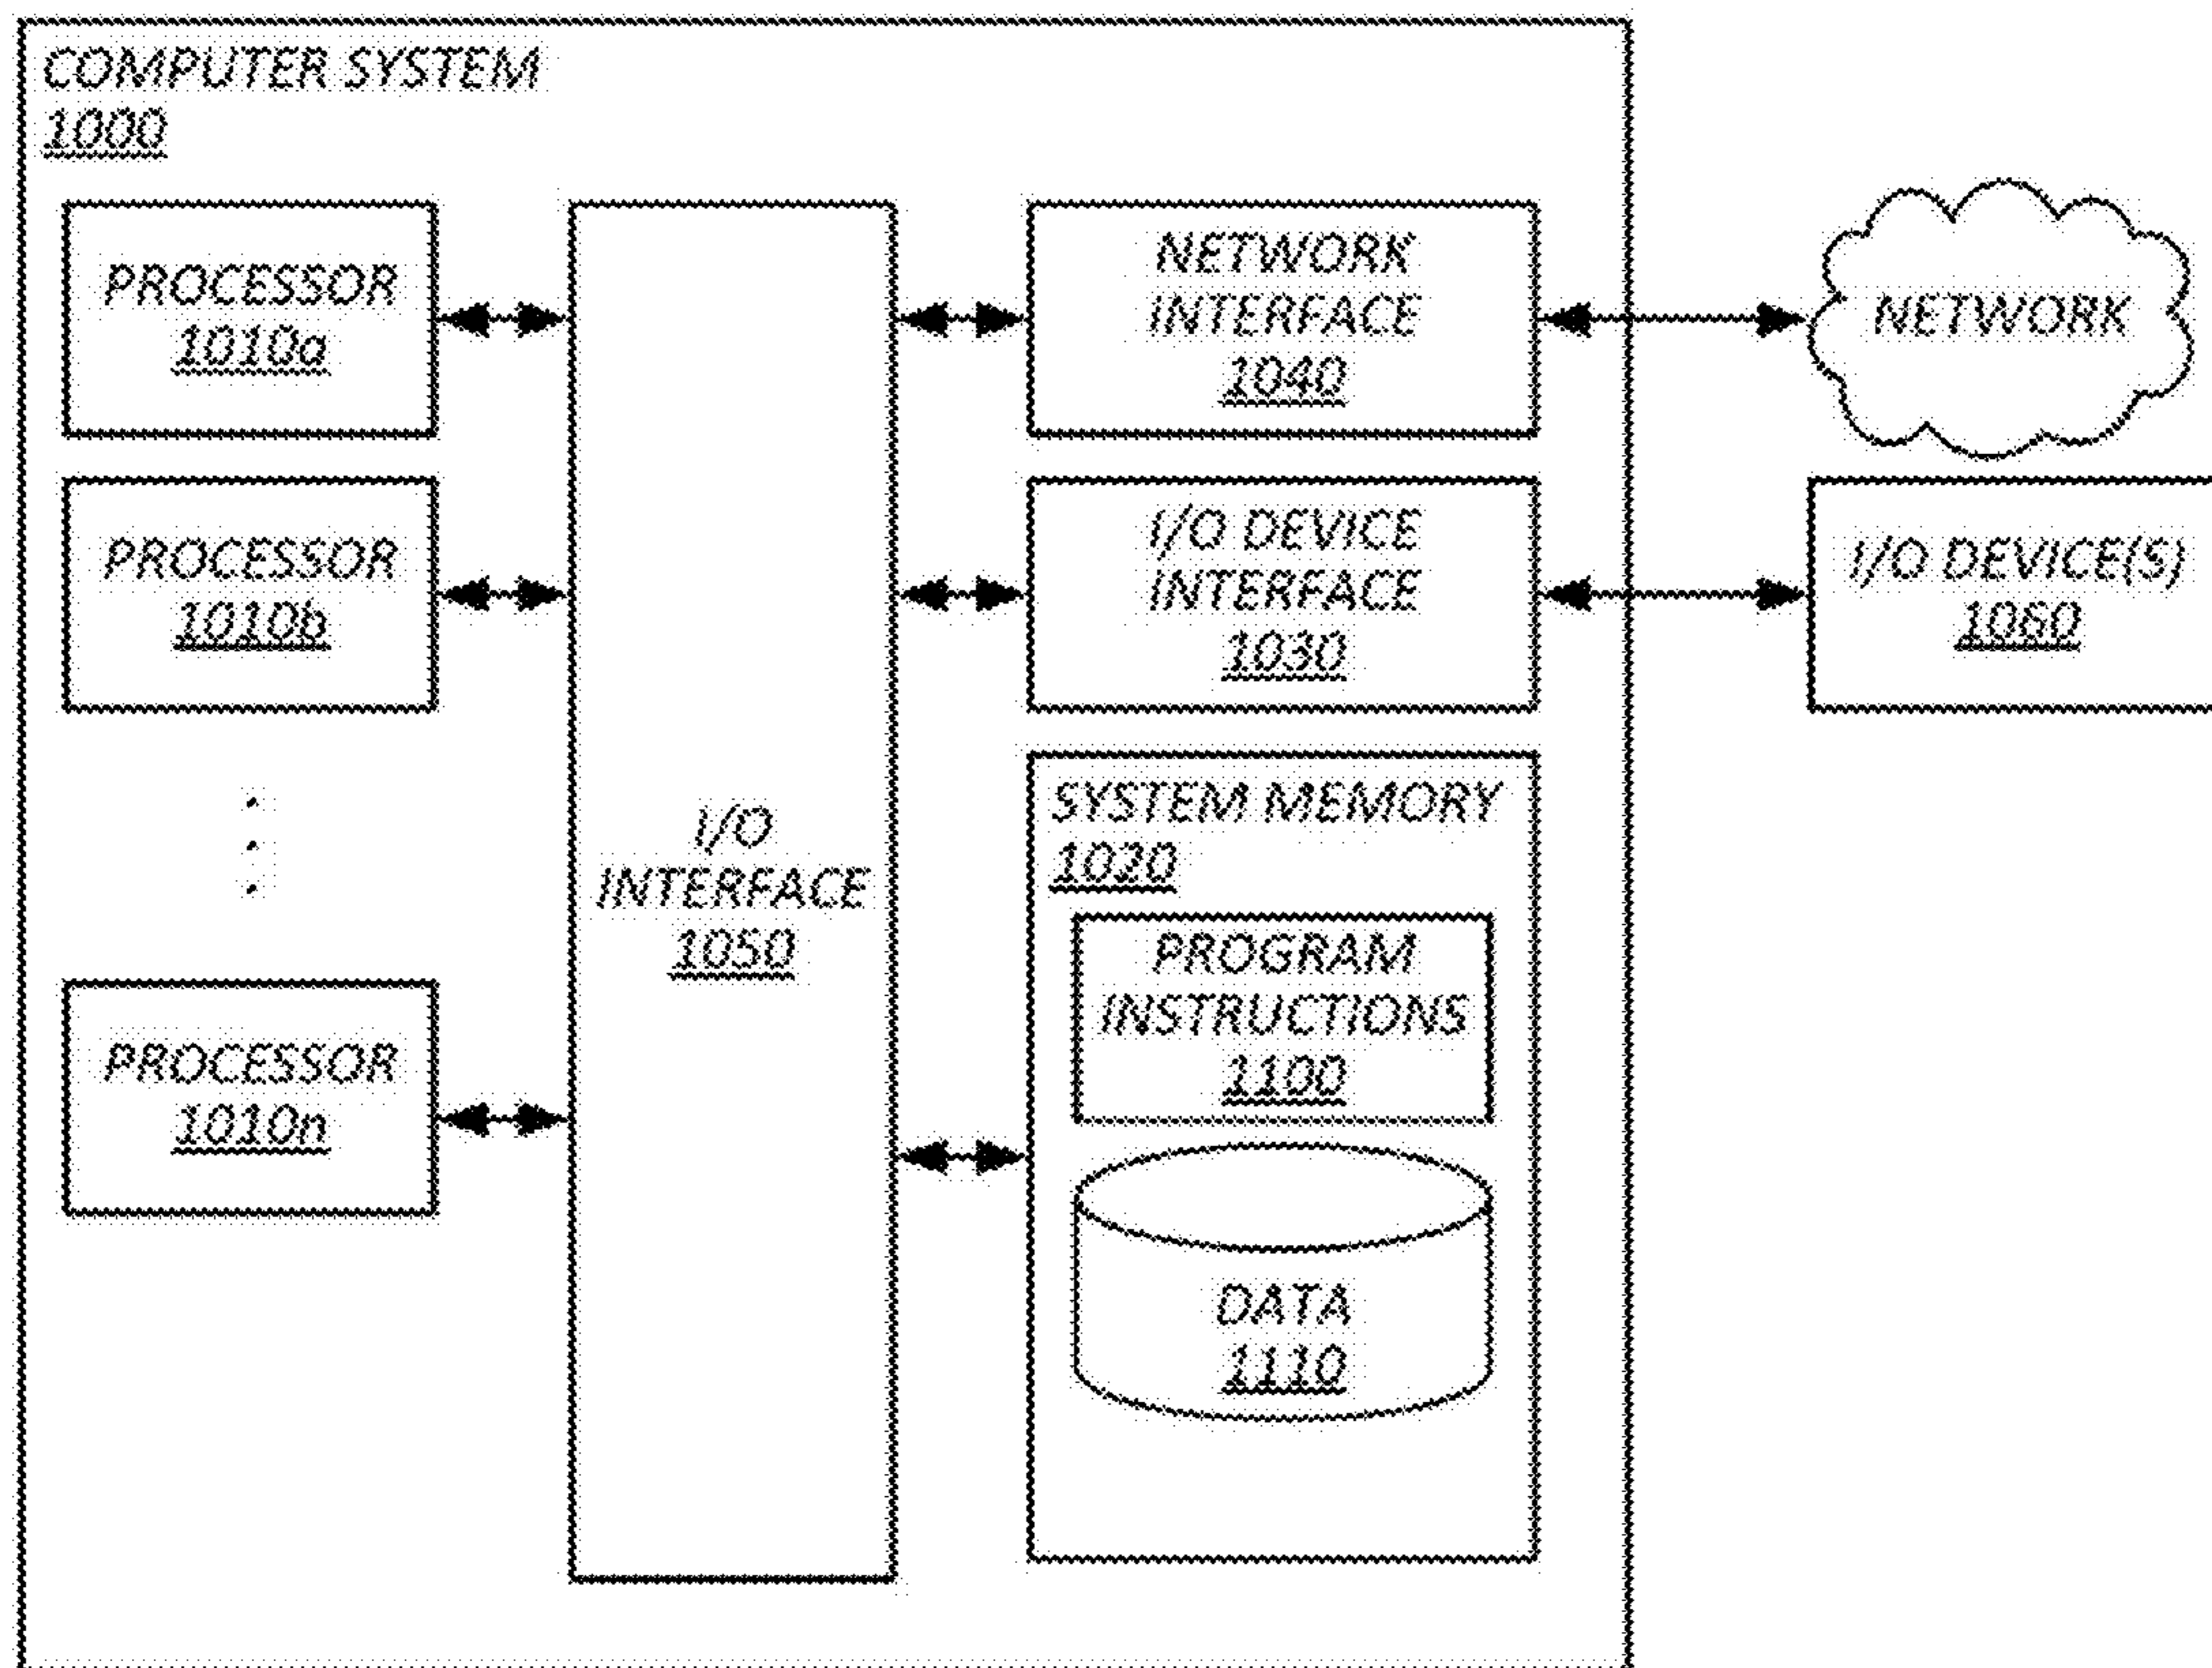 COMPUTER SYSTEM
1000
PROCESSOR
1010a
PROCESSOR
1010b
PROCESSOR
1010n
I/O
INTERFACE
1050
NETWORK
INTERFACE
1040
I/O DEVICE
INTERFACE
1030
SYSTEM MEMORY
1020
PROGRAM
INSTRUCTIONS
1100
DATA
1110
NETWORK
I/O DEVICE(S)
1060